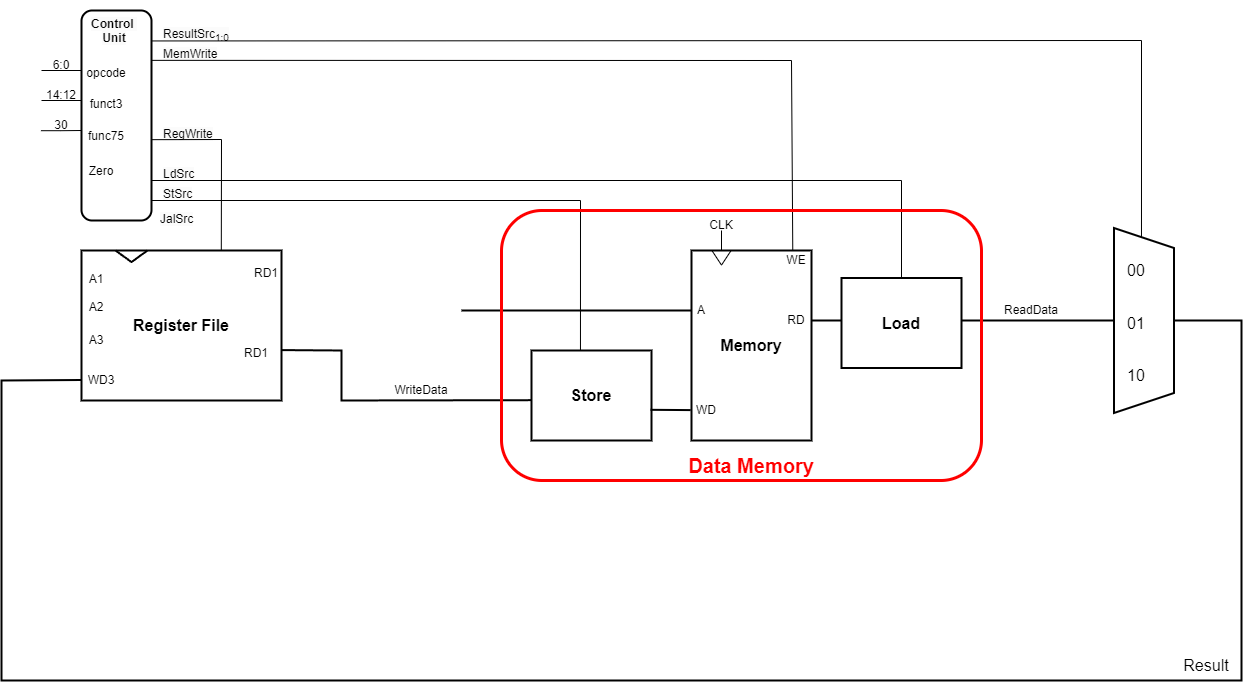 Control
Unit
ResultSrc1:0
MemWrite
6:0
opcode
14:12
funct3
30
func75
RegWrite
Zero
LdSrc
StSrc
JalSrc
CLK
WE
A1
RD1
A2
A3
Register File
RD1
WD3
WriteData
Store
A
RD
Memory
WD
Load
ReadData
00
01
10
Data Memory
Result